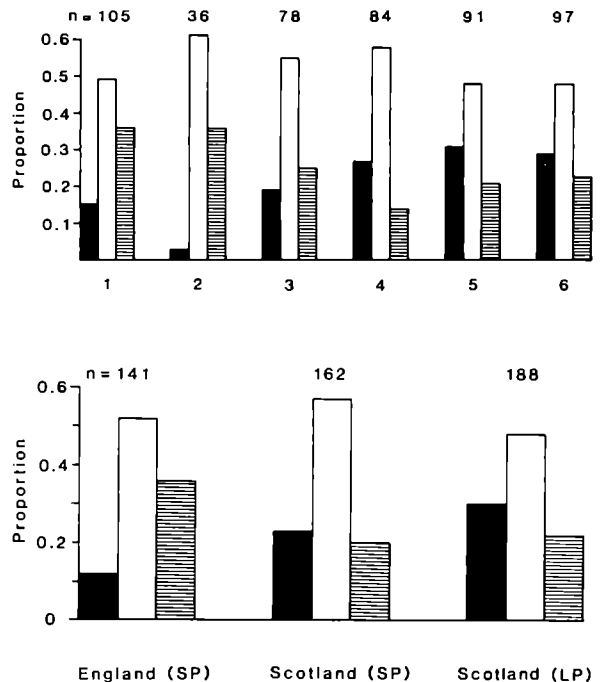 n = 105 36 78 84 91 97
0.6
0.5
0.4
0.3
0.2
0.1
Proportion
1 2 3 4 5 6
n = 141 162 188
0.6
0.4
0.2
0
Proportion
England (SP) Scotland (SP) Scotland (LP)